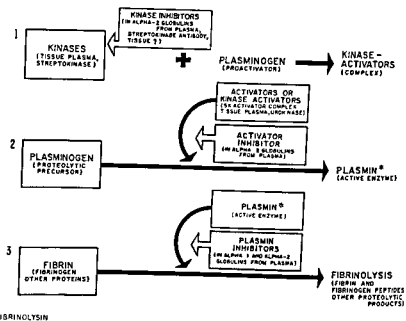 KINASE INHIBITORS
(IN ALPHA-2 GLOBULINS
FROM PLASMA,
STREPTOKINASE ANTIBODY,
TISSUE ?)
1
KINASES
(TISSUE PLASMA,
STREPTOKINASE)
+
PLASMINOGEN
(PROACTIVATOR)
KINASE-
ACTIVATORS
(COMPLEX)
ACTIVATORS OR
KINASE ACTIVATORS
(SK ACTIVATOR COMPLEX
TISSUE PLASMA, UROKINASE)
ACTIVATOR
INHIBITOR
(IN ALPHA-2 GLOBULINS
FROM PLASMA)
2
PLASMINOGEN
(PROTEOLYTIC
PRECURSOR)
PLASMIN*
(ACTIVE ENZYME)
PLASMIN*
(ACTIVE ENZYME)
PLASMIN
INHIBITORS
(IN ALPHA-1 AND ALPHA-2
GLOBULINS FROM PLASMA)
3
FIBRIN
(FIBRINOGEN
OTHER PROTEINS)
FIBRINOLYSIS
(FIBRIN AND
FIBRINOGEN PEPTIDES
OTHER PROTEOLYTIC
PRODUCTS)
FIBRINOLYSIN